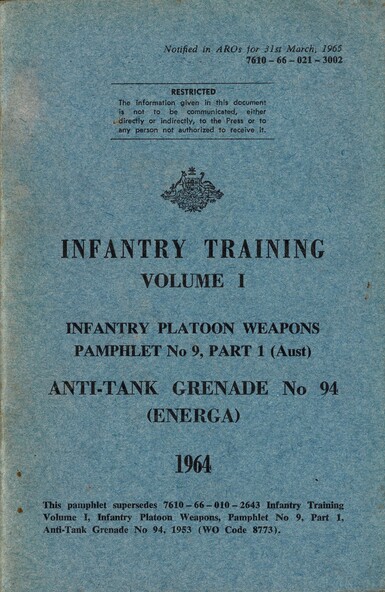 Notified in AROs for 31st March, 1965
7610 – 66 – 021 – 3002
RESTRICTED
The information given in this document
is not to be communicated, either
directly or indirectly, to the Press or to
any person not authorized to receive it.
INFANTRY TRAINING
VOLUME I
INFANTRY PLATOON WEAPONS
PAMPHLET No 9, PART 1 (Aust)
ANTI-TANK GRENADE No 94
(ENERGA)
1964
This pamphlet supersedes 7610 – 66 – 010 – 2643 Infantry Training
Volume I, Infantry Platoon Weapons, Pamphlet No 9, Part 1,
Anti-Tank Grenade No 94, 1953 (WO Code 8773).